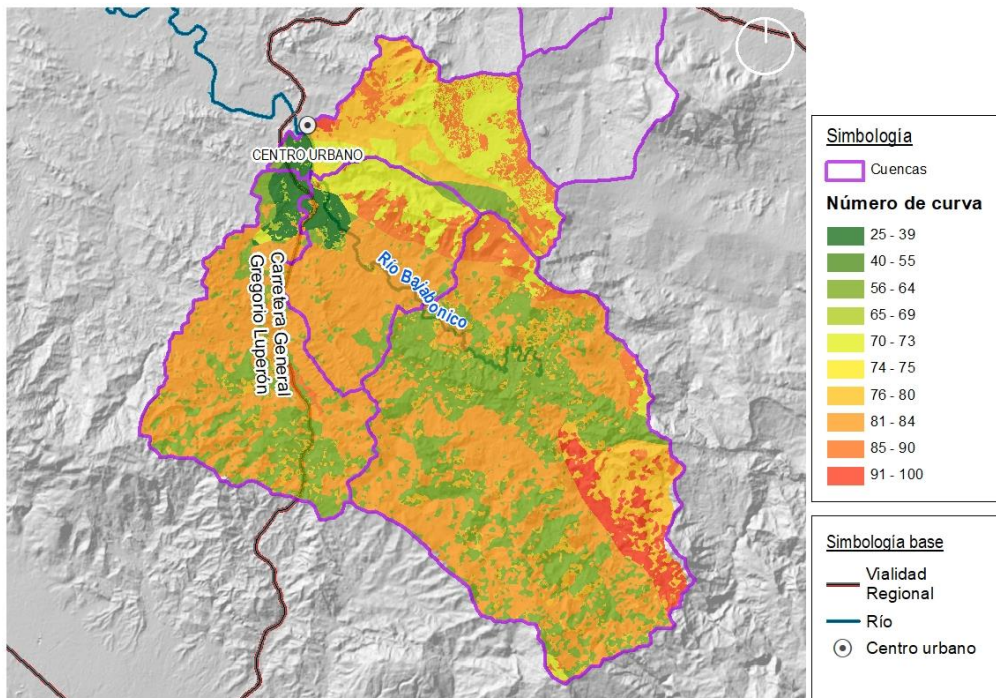 CENTRO URBANO
Río Bajabonico
Carretera General
Gregorio Luperón
Simbología
Cuencas
Número de curva
25 - 39
40 - 55
56 - 64
65 - 69
70 - 73
74 - 75
76 - 80
81 - 84
85 - 90
91 - 100
Simbología base
Vialidad
Regional
Río
Centro urbano